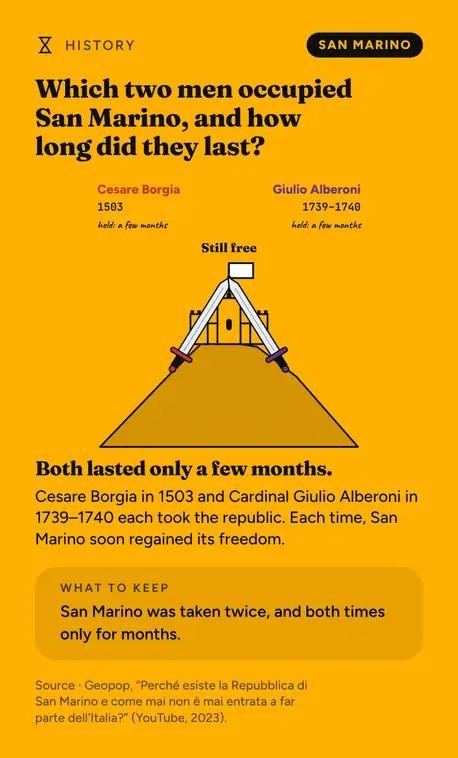 HISTORY
SAN MARINO
Which two men occupied
San Marino, and how
long did they last?
Cesare Borgia
1503
held: a few months
Giulio Alberoni
1739–1740
held: a few months
Still free
Both lasted only a few months.
Cesare Borgia in 1503 and Cardinal Giulio Alberoni in
1739–1740 each took the republic. Each time, San
Marino soon regained its freedom.
WHAT TO KEEP
San Marino was taken twice, and both times
only for months.
Source · Geopop, “Perché esiste la Repubblica di
San Marino e come mai non è mai entrata a far
parte dell’Italia?” (YouTube, 2023).